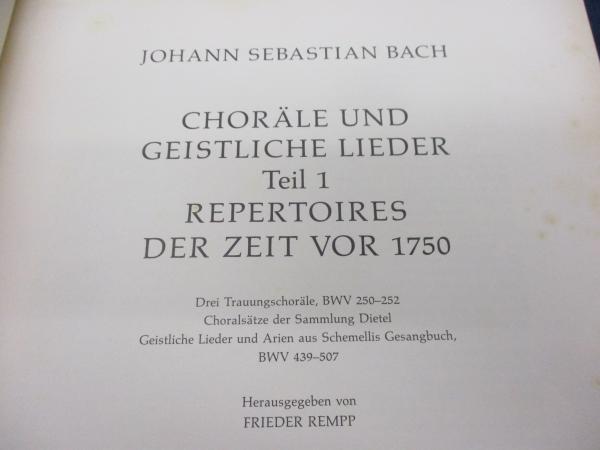 JOHANN SEBASTIAN BACH
CHORÄLE UND
GEISTLICHE LIEDER
Teil 1
REPERTOIRES
DER ZEIT VOR 1750
Drei Trauungschoräle, BWV 250–252
Choralsätze der Sammlung Dietel
Geistliche Lieder und Arien aus Schemellis Gesangbuch,
BWV 439–507
Herausgegeben von
FRIEDER REMPP